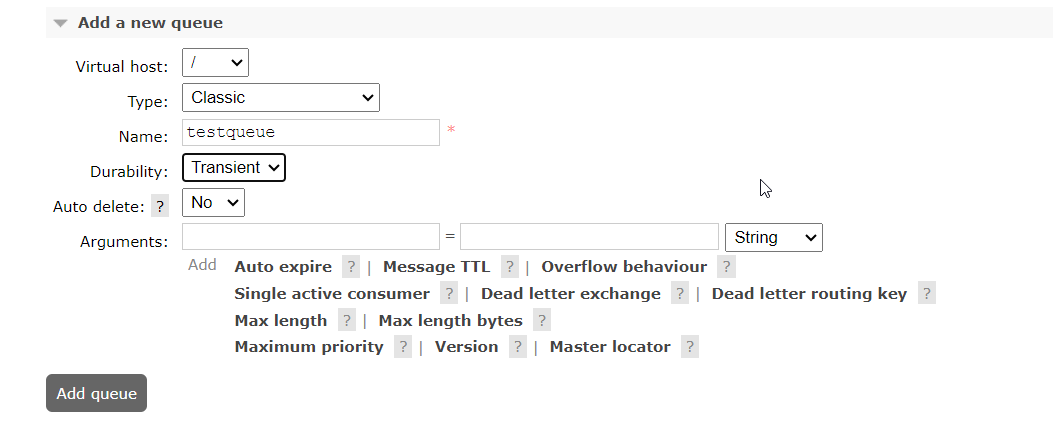 Add a new queue
Virtual host: /
Type: Classic
Name: testqueue *
Durability: Transient
Auto delete: ? No
Arguments: = String
Add Auto expire ? | Message TTL ? | Overflow behaviour ?
Single active consumer ? | Dead letter exchange ? | Dead letter routing key ?
Max length ? | Max length bytes ?
Maximum priority ? | Version ? | Master locator ?
Add queue